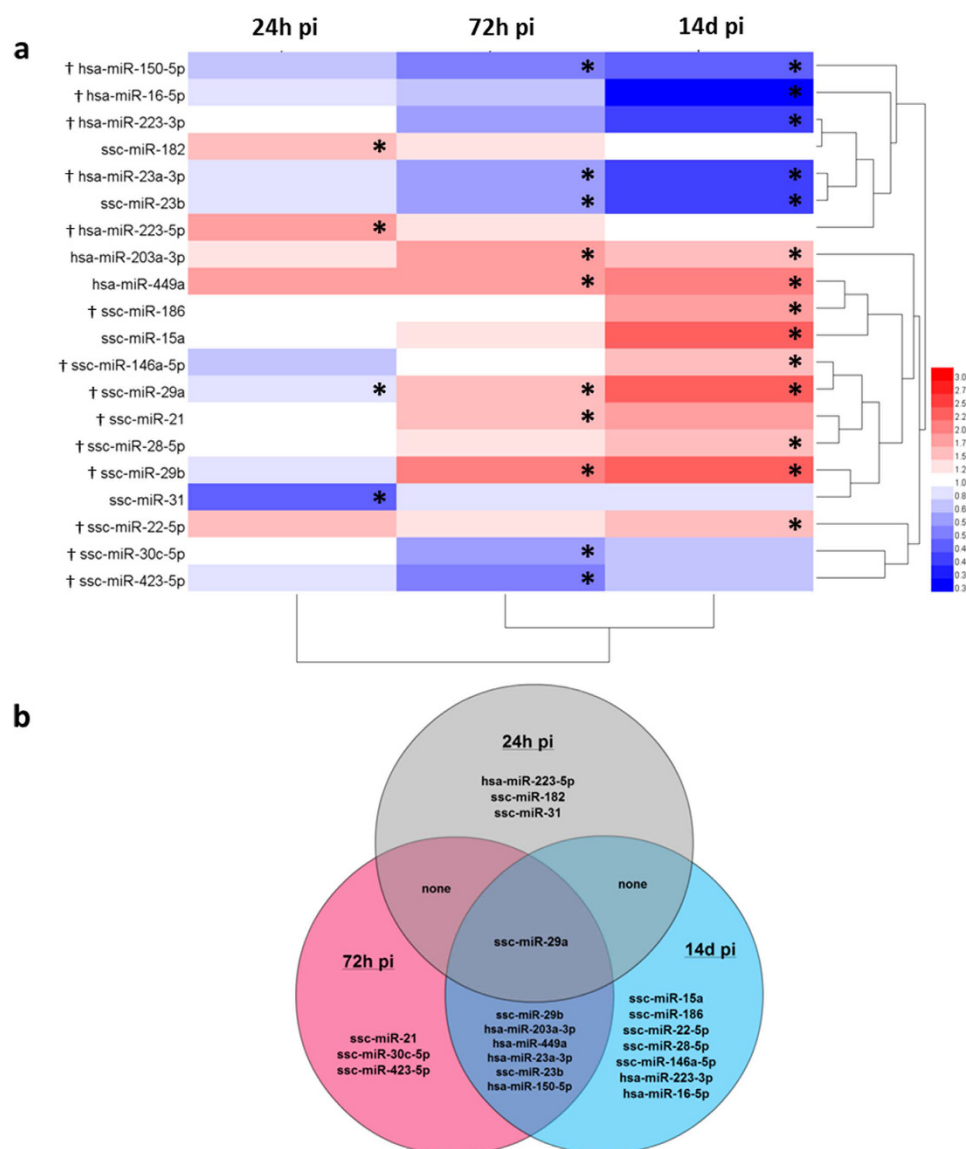 24h pi 72h pi 14d pi
a
† hsa-miR-150-5p * *
† hsa-miR-16-5p *
† hsa-miR-223-3p *
ssc-miR-182 *
† hsa-miR-23a-3p * *
ssc-miR-23b * *
† hsa-miR-223-5p *
hsa-miR-203a-3p * *
hsa-miR-449a * *
† ssc-miR-186 *
ssc-miR-15a *
† ssc-miR-146a-5p *
† ssc-miR-29a * * *
† ssc-miR-21 *
† ssc-miR-28-5p *
† ssc-miR-29b * *
ssc-miR-31 *
† ssc-miR-22-5p *
† ssc-miR-30c-5p *
† ssc-miR-423-5p *
3.0
2.7
2.5
2.2
2.0
1.7
1.5
1.2
1.0
0.8
0.6
0.5
0.5
0.4
0.4
0.3
0.3
b
24h pi
hsa-miR-223-5p
ssc-miR-182
ssc-miR-31
none
none
ssc-miR-29a
72h pi
ssc-miR-21
ssc-miR-30c-5p
ssc-miR-423-5p
ssc-miR-29b
hsa-miR-203a-3p
hsa-miR-449a
hsa-miR-23a-3p
ssc-miR-23b
hsa-miR-150-5p
14d pi
ssc-miR-15a
ssc-miR-186
ssc-miR-22-5p
ssc-miR-28-5p
ssc-miR-146a-5p
hsa-miR-223-3p
hsa-miR-16-5p